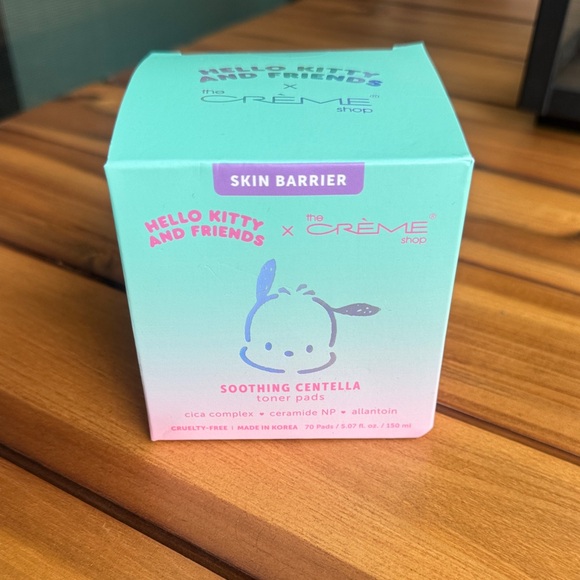 HELLO KITTY
AND FRIENDS
x
the
CRÈME®
shop
SKIN BARRIER
HELLO KITTY
AND FRIENDS
x
the
CRÈME®
shop
SOOTHING CENTELLA
toner pads
cica complex • ceramide NP • allantoin
CRUELTY-FREE | MADE IN KOREA 70 Pads / 5.07 fl. oz. / 150 ml